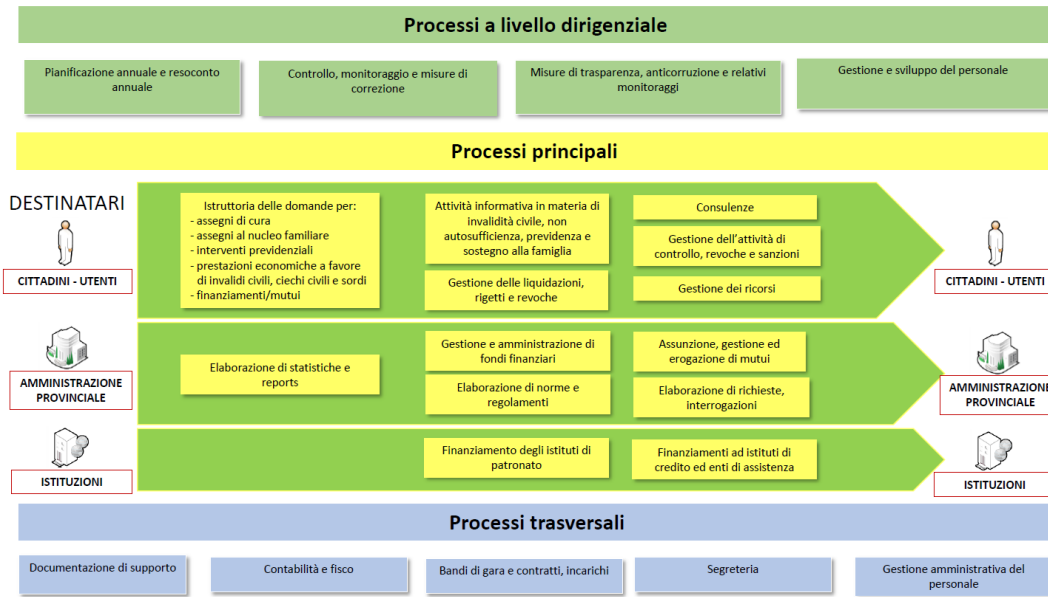 Processi a livello dirigenziale
Pianificazione annuale e resoconto
annuale
Controllo, monitoraggio e misure di
correzione
Misure di trasparenza, anticorruzione e relativi
monitoraggi
Gestione e sviluppo del personale
Processi principali
DESTINATARI
CITTADINI - UTENTI
Istruttoria delle domande per:
- assegni di cura
- assegni al nucleo familiare
- interventi previdenziali
- prestazioni economiche a favore
di invalidi civili, ciechi civili e sordi
- finanziamenti/mutui
Attività informativa in materia di
invalidità civile, non
autosufficienza, previdenza e
sostegno alla famiglia
Gestione delle liquidazioni,
rigetti e revoche
Consulenze
Gestione dell'attività di
controllo, revoche e sanzioni
Gestione dei ricorsi
CITTADINI - UTENTI
AMMINISTRAZIONE
PROVINCIALE
Elaborazione di statistiche e
reports
Gestione e amministrazione di
fondi finanziari
Elaborazione di norme e
regolamenti
Assunzione, gestione ed
erogazione di mutui
Elaborazione di richieste,
interrogazioni
AMMINISTRAZIONE
PROVINCIALE
ISTITUZIONI
Finanziamento degli istituti di
patronato
Finanziamenti ad istituti di
credito ed enti di assistenza
ISTITUZIONI
Processi trasversali
Documentazione di supporto
Contabilità e fisco
Bandi di gara e contratti, incarichi
Segreteria
Gestione amministrativa del
personale